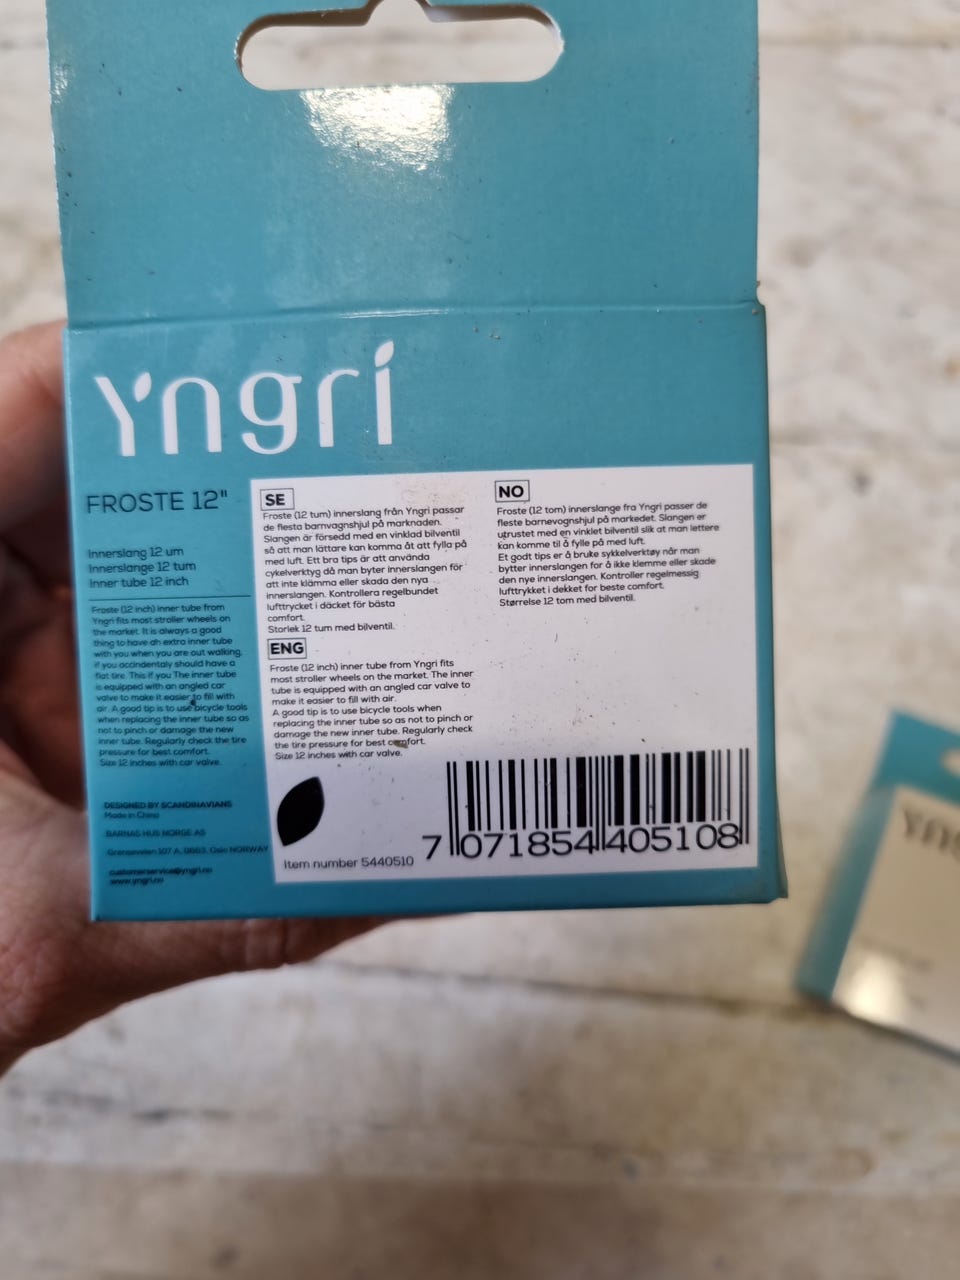 Yngrí
FROSTE 12"
Innerslang 12 um
Innerslange 12 tum
Inner tube 12 inch
Froste (12 inch) inner tube from
Yngri fits most stroller wheels on
the market. It is always a good
thing to have ah extra inner tube
with you when you are out walking,
if you accindentaly should have a
flat tire. This if you The inner tube
is equipped with an angled car
valve to make it easier to fill with
air. A good tip is to use bicycle tools
when replacing the inner tube so as
not to pinch or damage the new
inner tube. Regularly check the tire
pressure for best comfort.
Size 12 inches with car valve.
DESIGNED BY SCANDINAVIANS
Made in China
BARNAS HUS NORGE AS
Grenseveien 107 A, 0663, Oslo NORWAY
customerservice@yngri.no
www.yngri.no
SE
Froste (12 tum) innerslang från Yngri passar
de flesta barnvagnshjul på marknaden.
Slangen är försedd med en vinklad bilventil
så att man lättare kan komma åt att fylla på
med luft. Ett bra tips är att använda
cykelverktyg då man byter innerslangen för
att inte klämma eller skada den nya
innerslangen. Kontrollera regelbundet
lufttrycket i däcket för bästa
comfort.
Storlek 12 tum med bilventil.
ENG
Froste (12 inch) inner tube from Yngri fits
most stroller wheels on the market. The inner
tube is equipped with an angled car valve to
make it easier to fill with air
A good tip is to use bicycle tools when
replacing the inner tube so as not to pinch or
damage the new inner tube. Regularly check
the tire pressure for best comfort.
Size 12 inches with car valve.
Item number 5440510
NO
Froste (12 tom) innerslange fra Yngri passer de
fleste barnevognshjul på markedet. Slangen er
utrustet med en vinklet bilventil slik at man lettere
kan komme til å fylle på med luft.
Et godt tips er å bruke sykkelverktøy når man
bytter innerslangen for å ikke klemme eller skade
den nye innerslangen. Kontroller regelmessig
lufttrykket i dekket for beste comfort.
Størrelse 12 tom med bilventil.
7 071854 405108